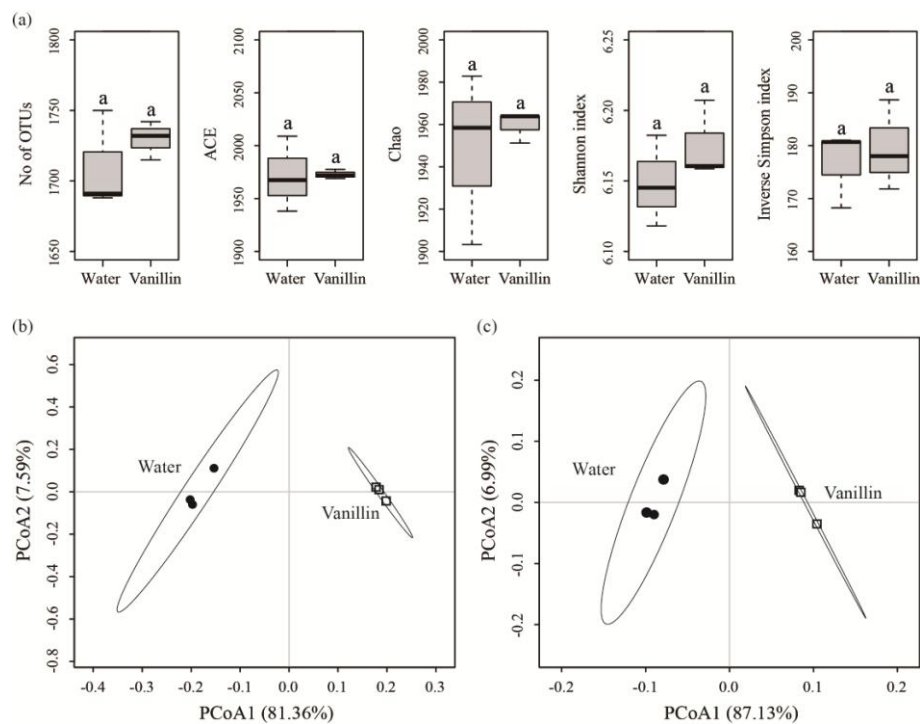 (a)
No of OTUs
1650 1700 1750 1800
a a
Water Vanillin
ACE
1900 1950 2000 2050 2100
a a
Water Vanillin
Chao
1900 1920 1940 1960 1980 2000
a a
Water Vanillin
Shannon index
6.10 6.15 6.20 6.25
a a
Water Vanillin
Inverse Simpson index
160 170 180 190 200
a a
Water Vanillin
(b)
PCoA2 (7.59%)
-0.8 -0.6 -0.4 -0.2 0.0 0.2 0.4 0.6
Water
Vanillin
-0.4 -0.3 -0.2 -0.1 0.0 0.1 0.2 0.3
PCoA1 (81.36%)
(c)
PCoA2 (6.99%)
-0.2 -0.1 0.0 0.1 0.2
Water
Vanillin
-0.2 -0.1 0.0 0.1 0.2
PCoA1 (87.13%)